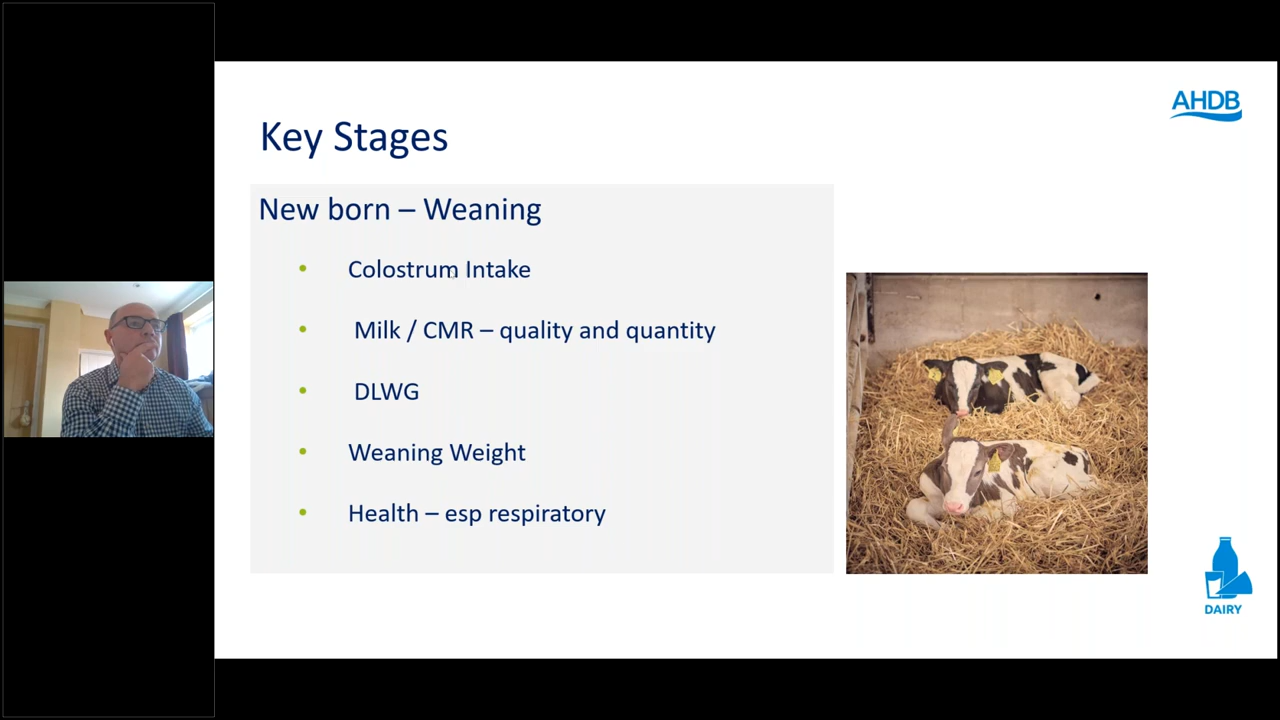 AHDB
Key Stages
New born – Weaning
• Colostrum Intake
• Milk / CMR – quality and quantity
• DLWG
• Weaning Weight
• Health – esp respiratory
DAIRY